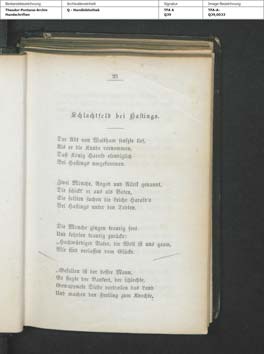 Bestandsbezeichnung Archivalieneinheit Signatur Image-Bezeichnung
Theodor-Fontane-Archiv Q - Handbibliothek TFA A TFA-A-
Handschriften Q39 Q39,0033
23
Schlachtfeld bei Hastings.
Der Abt von Waltham seufzte tief,
Als er die Kunde vernommen,
Daß König Harold elendiglich
Bei Hastings umgekommen.
Zwei Mönche, Asgod und Ailrik genannt,
Die schickt' er aus als Boten,
Sie sollten suchen die Leiche Harold's
Bei Hastings unter den Todten.
Die Mönche gingen traurig fort
Und kehrten traurig zurücke:
„Hochwürdiger Vater, die Welt ist uns gram,
Wir sind verlassen vom Glücke.
„Gefallen ist der beßre Mann,
Es siegte der Bankert, der schlechte,
Gewappnete Diebe vertheilen das Land
Und machen den Freiling zum Knechte.